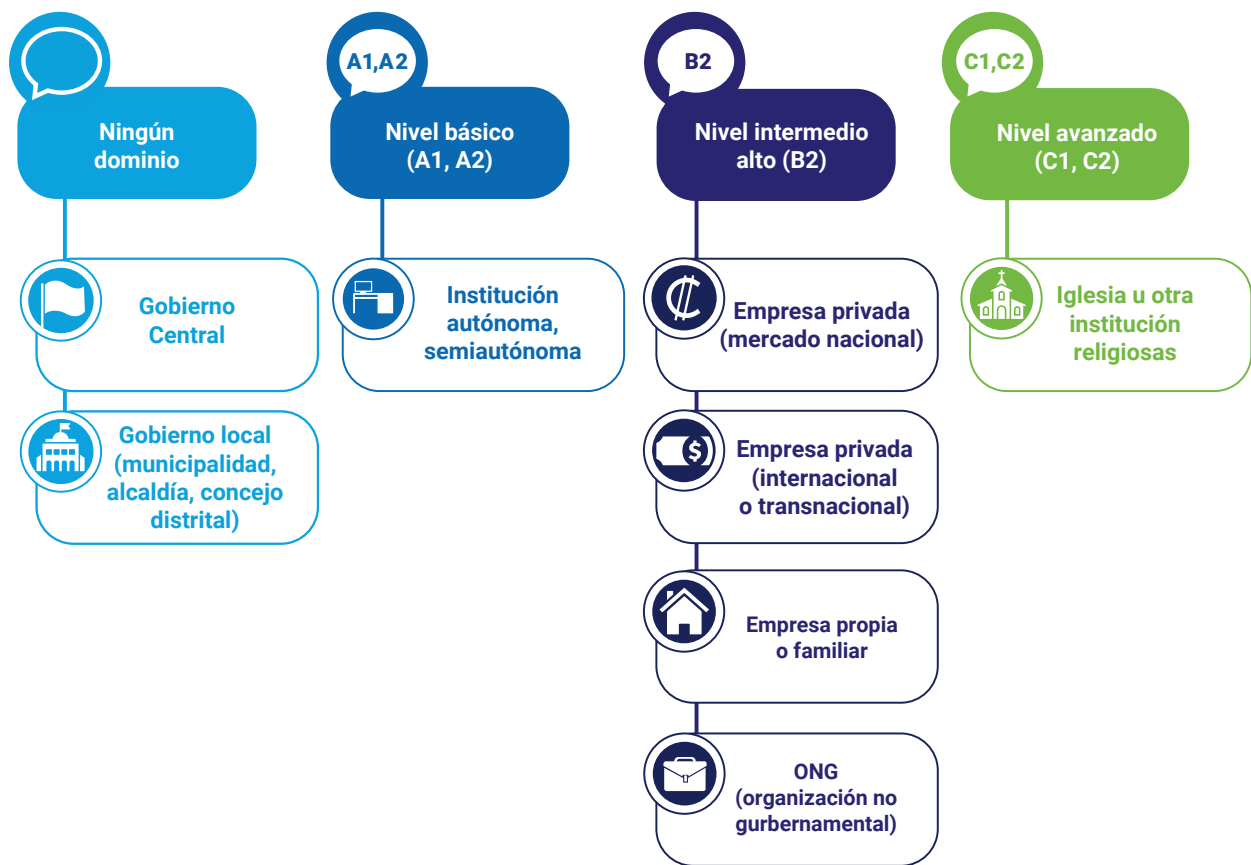 Ningún
dominio
Gobierno
Central
Gobierno local
(municipalidad,
alcaldía, concejo
distrital)
A1,A2
Nivel básico
(A1, A2)
Institución
autónoma,
semiautónoma
B2
Nivel intermedio
alto (B2)
Empresa privada
(mercado nacional)
$
Empresa privada
(internacional
o transnacional)
Empresa propia
o familiar
ONG
(organización no
gurbernamental)
C1,C2
Nivel avanzado
(C1, C2)
Iglesia u otra
institución
religiosas